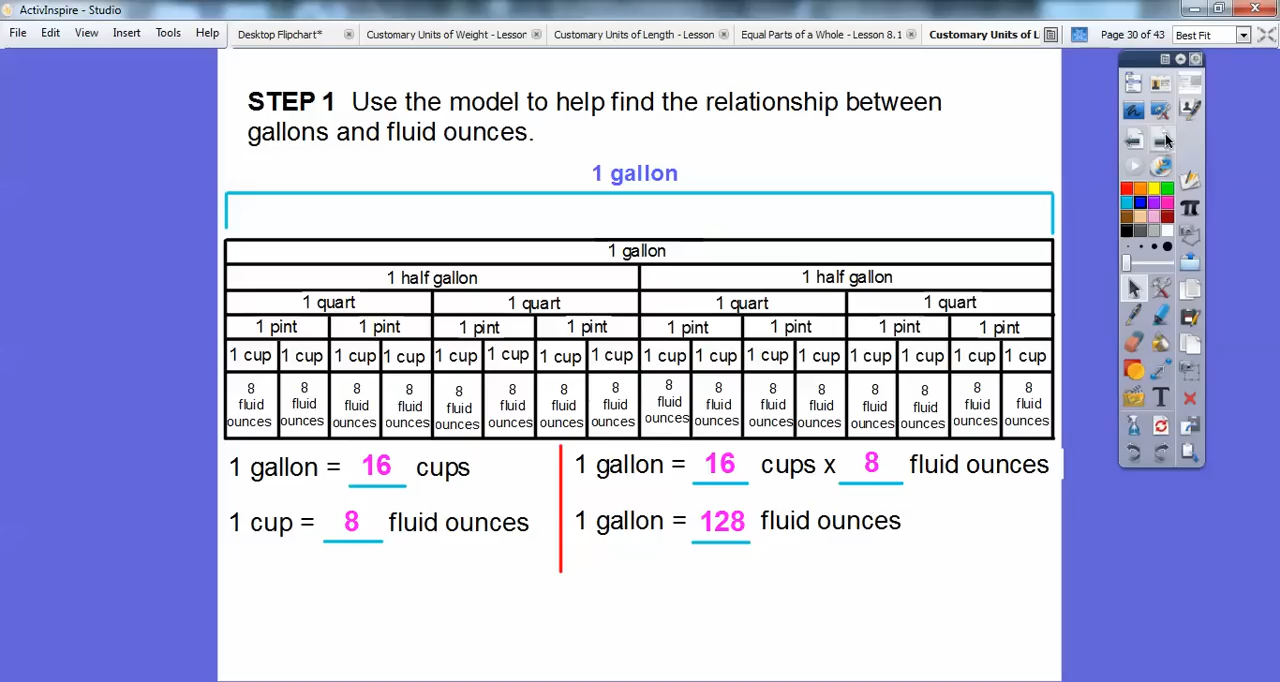 ActivInspire - Studio
File Edit View Insert Tools Help
Desktop Flipchart* Customary Units of Weight - Lesson Customary Units of Length - Lesson Equal Parts of a Whole - Lesson 8.1 Customary Units of L Page 30 of 43 Best Fit
STEP 1 Use the model to help find the relationship between
gallons and fluid ounces.
1 gallon
1 gallon
1 half gallon 1 half gallon
1 quart 1 quart 1 quart 1 quart
1 pint 1 pint 1 pint 1 pint 1 pint 1 pint 1 pint 1 pint
1 cup 1 cup 1 cup 1 cup 1 cup 1 cup 1 cup 1 cup 1 cup 1 cup 1 cup 1 cup 1 cup 1 cup 1 cup 1 cup
8 8 8 8 8 8 8 8 8 8 8 8 8 8 8 8
fluid fluid fluid fluid fluid fluid fluid fluid fluid fluid fluid fluid fluid fluid fluid fluid
ounces ounces ounces ounces ounces ounces ounces ounces ounces ounces ounces ounces ounces ounces ounces ounces
1 gallon = 16 cups
1 cup = 8 fluid ounces
1 gallon = 16 cups x 8 fluid ounces
1 gallon = 128 fluid ounces